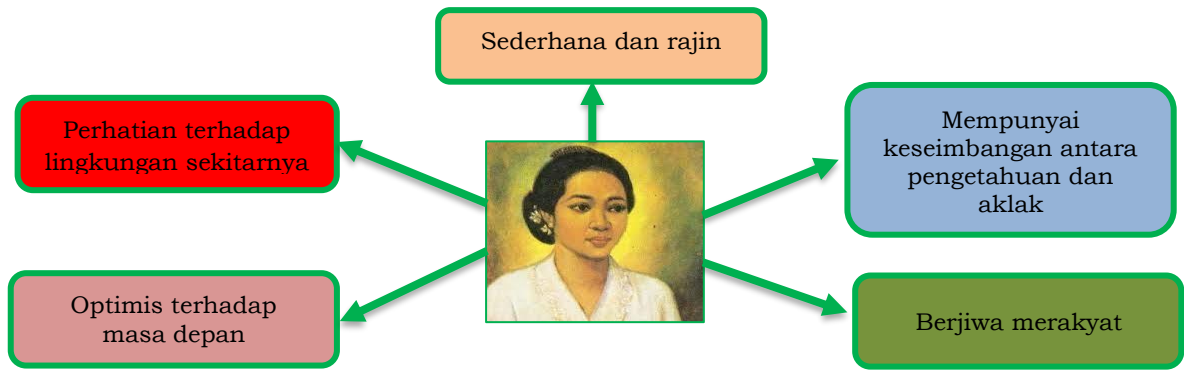 Sederhana dan rajin
Perhatian terhadap
lingkungan sekitarnya
Mempunyai
keseimbangan antara
pengetahuan dan
aklak
Optimis terhadap
masa depan
Berjiwa merakyat